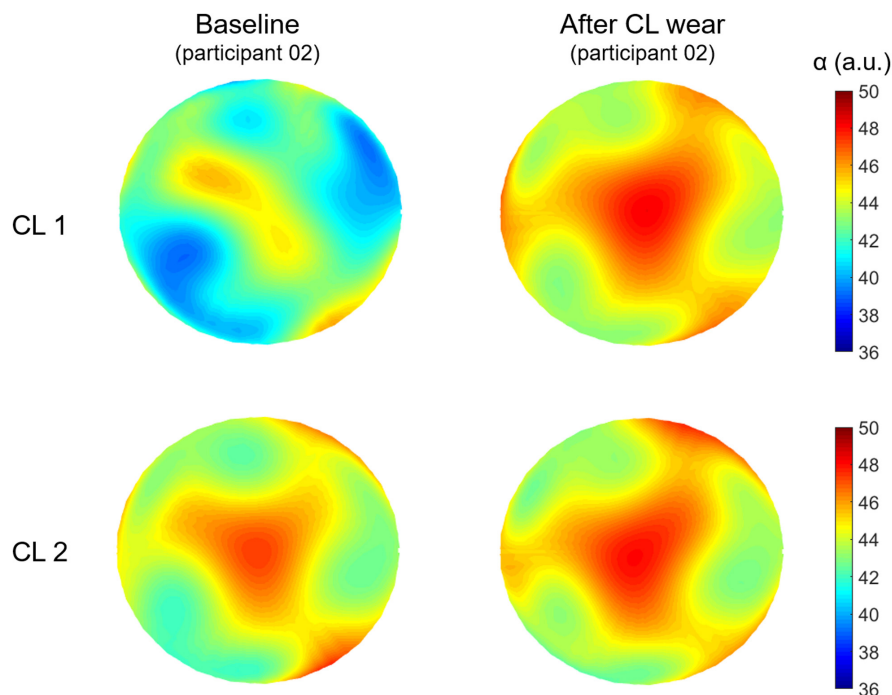 Baseline
(participant 02)
After CL wear
(participant 02)
α (a.u.)
CL 1
50
48
46
44
42
40
38
36
CL 2
50
48
46
44
42
40
38
36